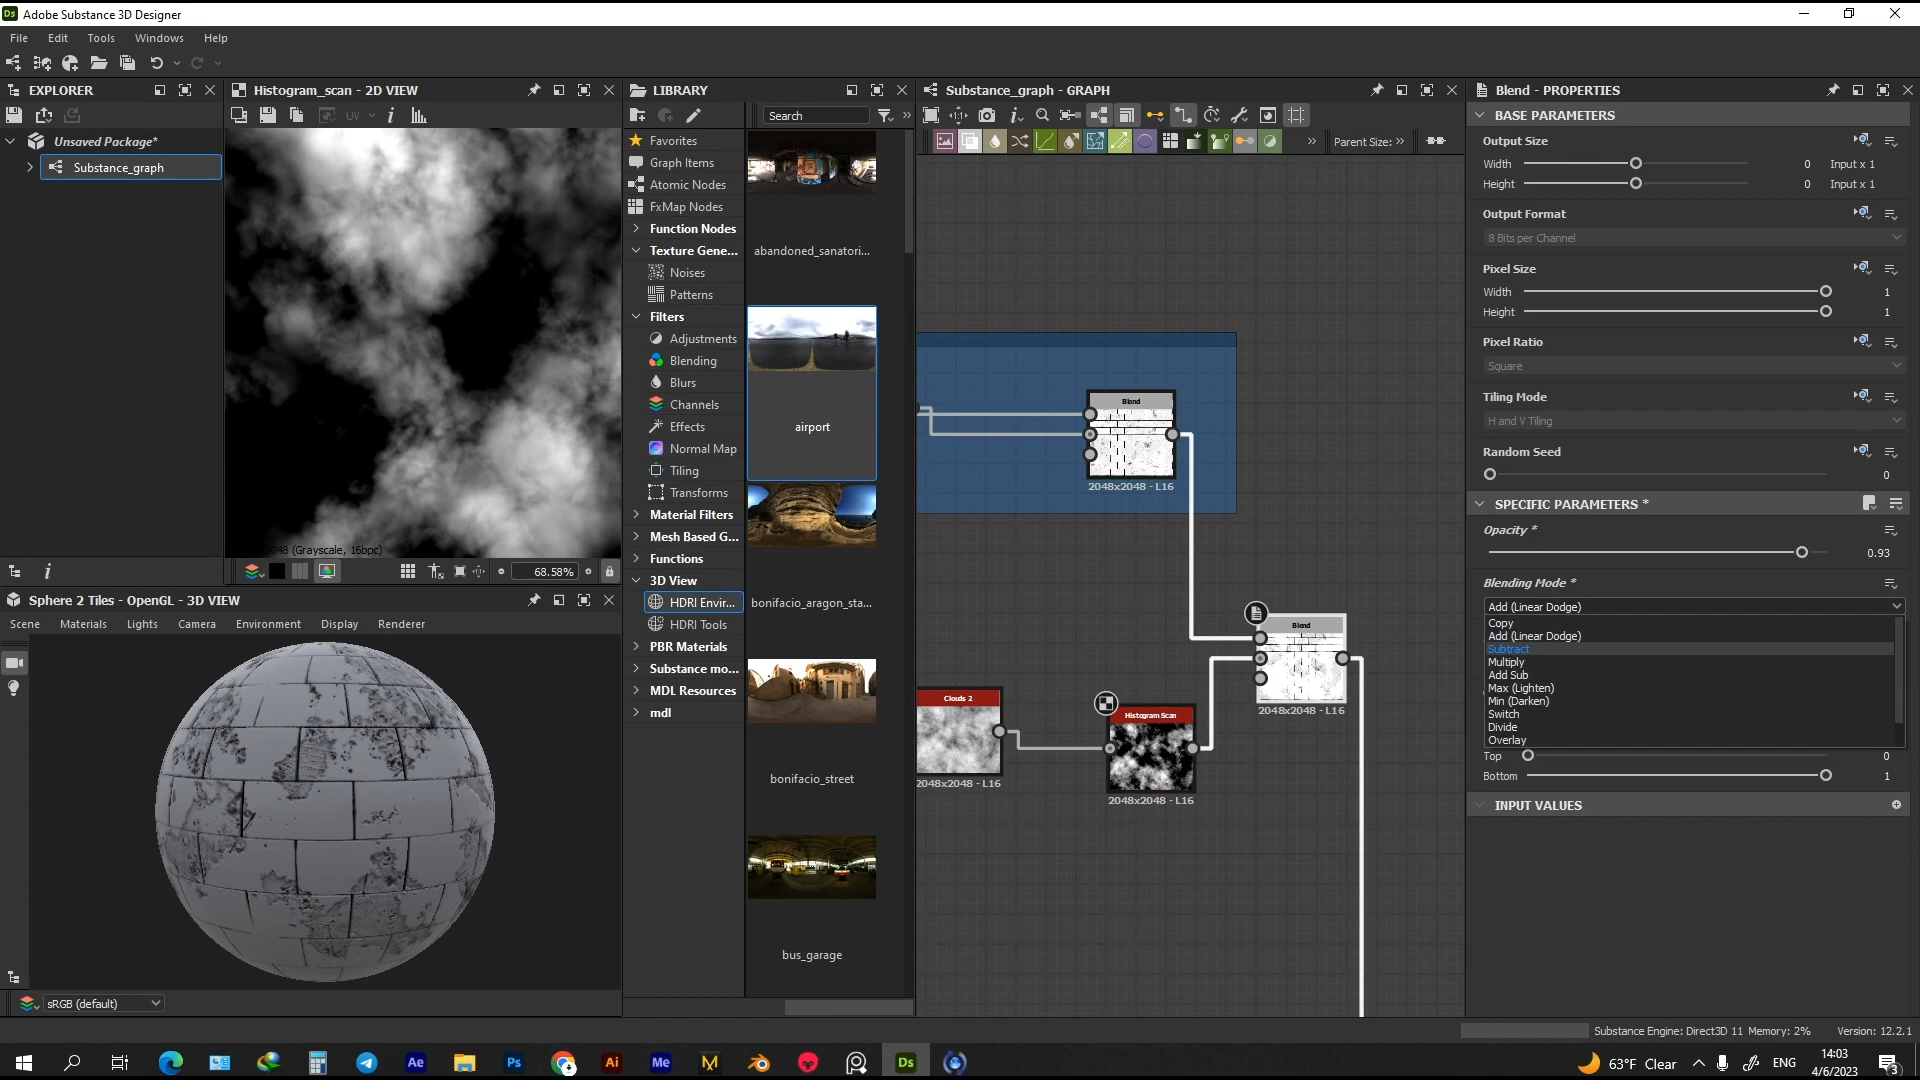 Adobe Substance 3D Designer
File Edit Tools Windows Help
EXPLORER
Unsaved Package*
Substance_graph
Histogram_scan - 2D VIEW
UV
(Grayscale, 16bpc)
68.58%
Sphere 2 Tiles - OpenGL - 3D VIEW
Scene Materials Lights Camera Environment Display Renderer
sRGB (default)
LIBRARY
Search
Favorites
Graph Items
Atomic Nodes
FxMap Nodes
Function Nodes
Texture Gene...
Noises
Patterns
Filters
Adjustments
Blending
Blurs
Channels
Effects
Normal Map
Tiling
Transforms
Material Filters
Mesh Based G...
Functions
3D View
HDRI Envir...
HDRI Tools
PBR Materials
Substance mo...
MDL Resources
mdl
abandoned_sanatori...
airport
bonifacio_aragon_sta...
bonifacio_street
bus_garage
Substance_graph - GRAPH
Parent Size:
Blend
2048x2048 - L16
Blend
2048x2048 - L16
Clouds 2
2048x2048 - L16
Histogram Scan
2048x2048 - L16
Blend - PROPERTIES
BASE PARAMETERS
Output Size
Width 0 Input x 1
Height 0 Input x 1
Output Format
8 Bits per Channel
Pixel Size
Width 1
Height 1
Pixel Ratio
Square
Tiling Mode
H and V Tiling
Random Seed
0
SPECIFIC PARAMETERS *
Opacity *
0.93
Blending Mode *
Add (Linear Dodge)
Copy
Add (Linear Dodge)
Subtract
Multiply
Add Sub
Max (Lighten)
Min (Darken)
Switch
Divide
Overlay
Top 0
Bottom 1
INPUT VALUES
Substance Engine: Direct3D 11 Memory: 2% Version: 12.2.1
Ae Ps Ai Me Ds
63°F Clear ENG
14:03
4/6/2023
3